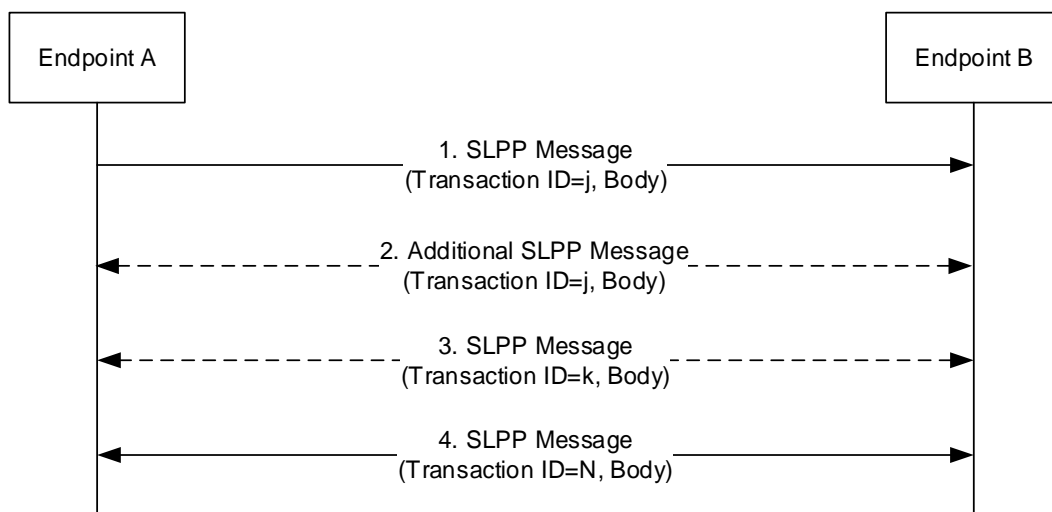 Endpoint A
Endpoint B
1. SLPP Message
(Transaction ID=j, Body)
2. Additional SLPP Message
(Transaction ID=j, Body)
3. SLPP Message
(Transaction ID=k, Body)
4. SLPP Message
(Transaction ID=N, Body)